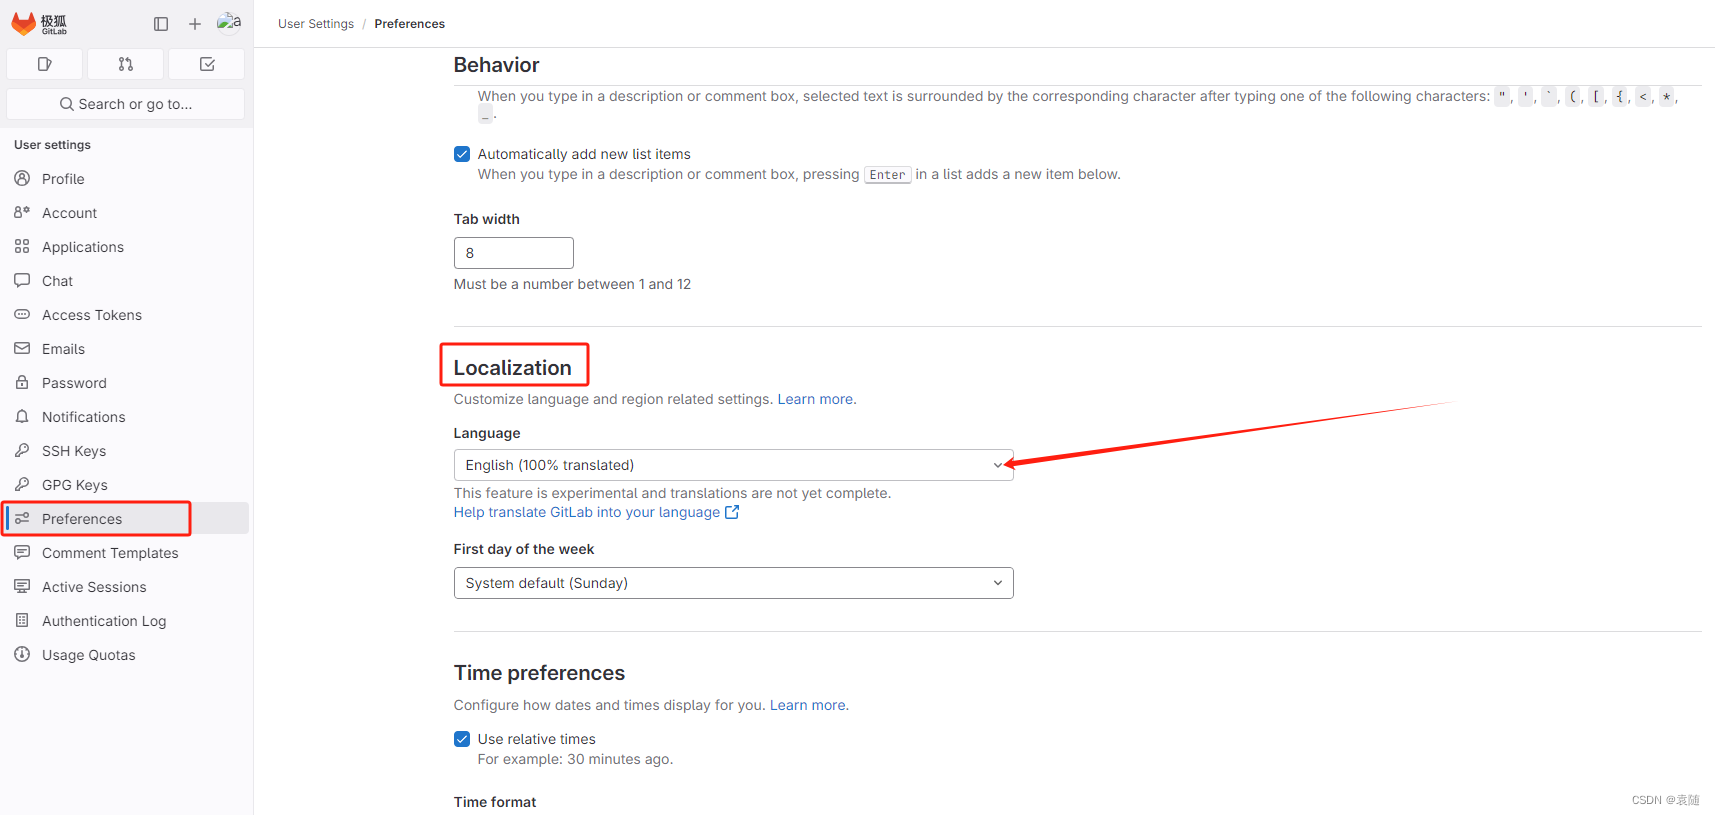 极狐
GitLab
a
Search or go to...
User settings
Profile
Account
Applications
Chat
Access Tokens
Emails
Password
Notifications
SSH Keys
GPG Keys
Preferences
Comment Templates
Active Sessions
Authentication Log
Usage Quotas
User Settings / Preferences
Behavior
When you type in a description or comment box, selected text is surrounded by the corresponding character after typing one of the following characters: ", ', `, (, [, {, <, *,
_.
Automatically add new list items
When you type in a description or comment box, pressing Enter in a list adds a new item below.
Tab width
8
Must be a number between 1 and 12
Localization
Customize language and region related settings. Learn more.
Language
English (100% translated)
This feature is experimental and translations are not yet complete.
Help translate GitLab into your language
First day of the week
System default (Sunday)
Time preferences
Configure how dates and times display for you. Learn more.
Use relative times
For example: 30 minutes ago.
Time format
CSDN @袁随